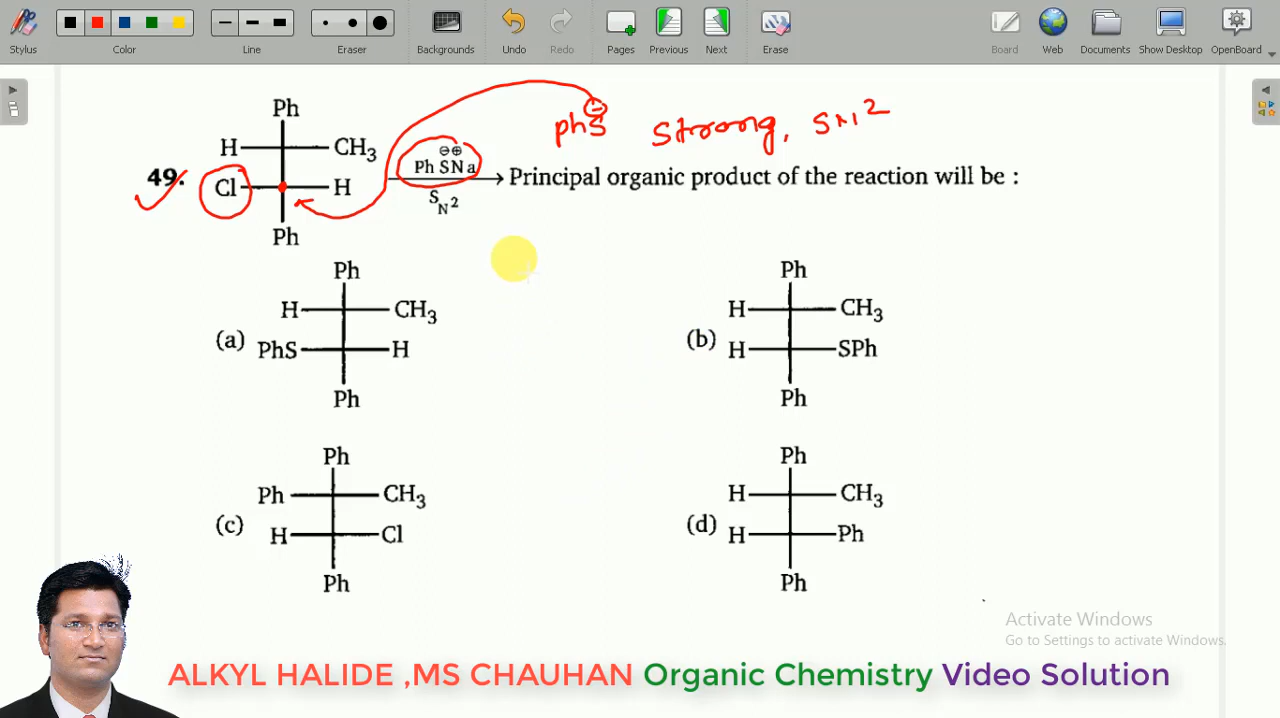 Stylus Color Line Eraser Backgrounds Undo Redo Pages Previous Next Erase Board Web Documents Show Desktop OpenBoard
Ph
phS⊖ strong, SN2
H CH3
49. Cl H Ph S⊖Na⊕ SN2 Principal organic product of the reaction will be :
Ph
(a) Ph
H CH3
PhS H
Ph
(b) Ph
H CH3
H SPh
Ph
(c) Ph
Ph CH3
H Cl
Ph
(d) Ph
H CH3
H Ph
Ph
Activate Windows
Go to Settings to activate Windows.
ALKYL HALIDE ,MS CHAUHAN Organic Chemistry Video Solution